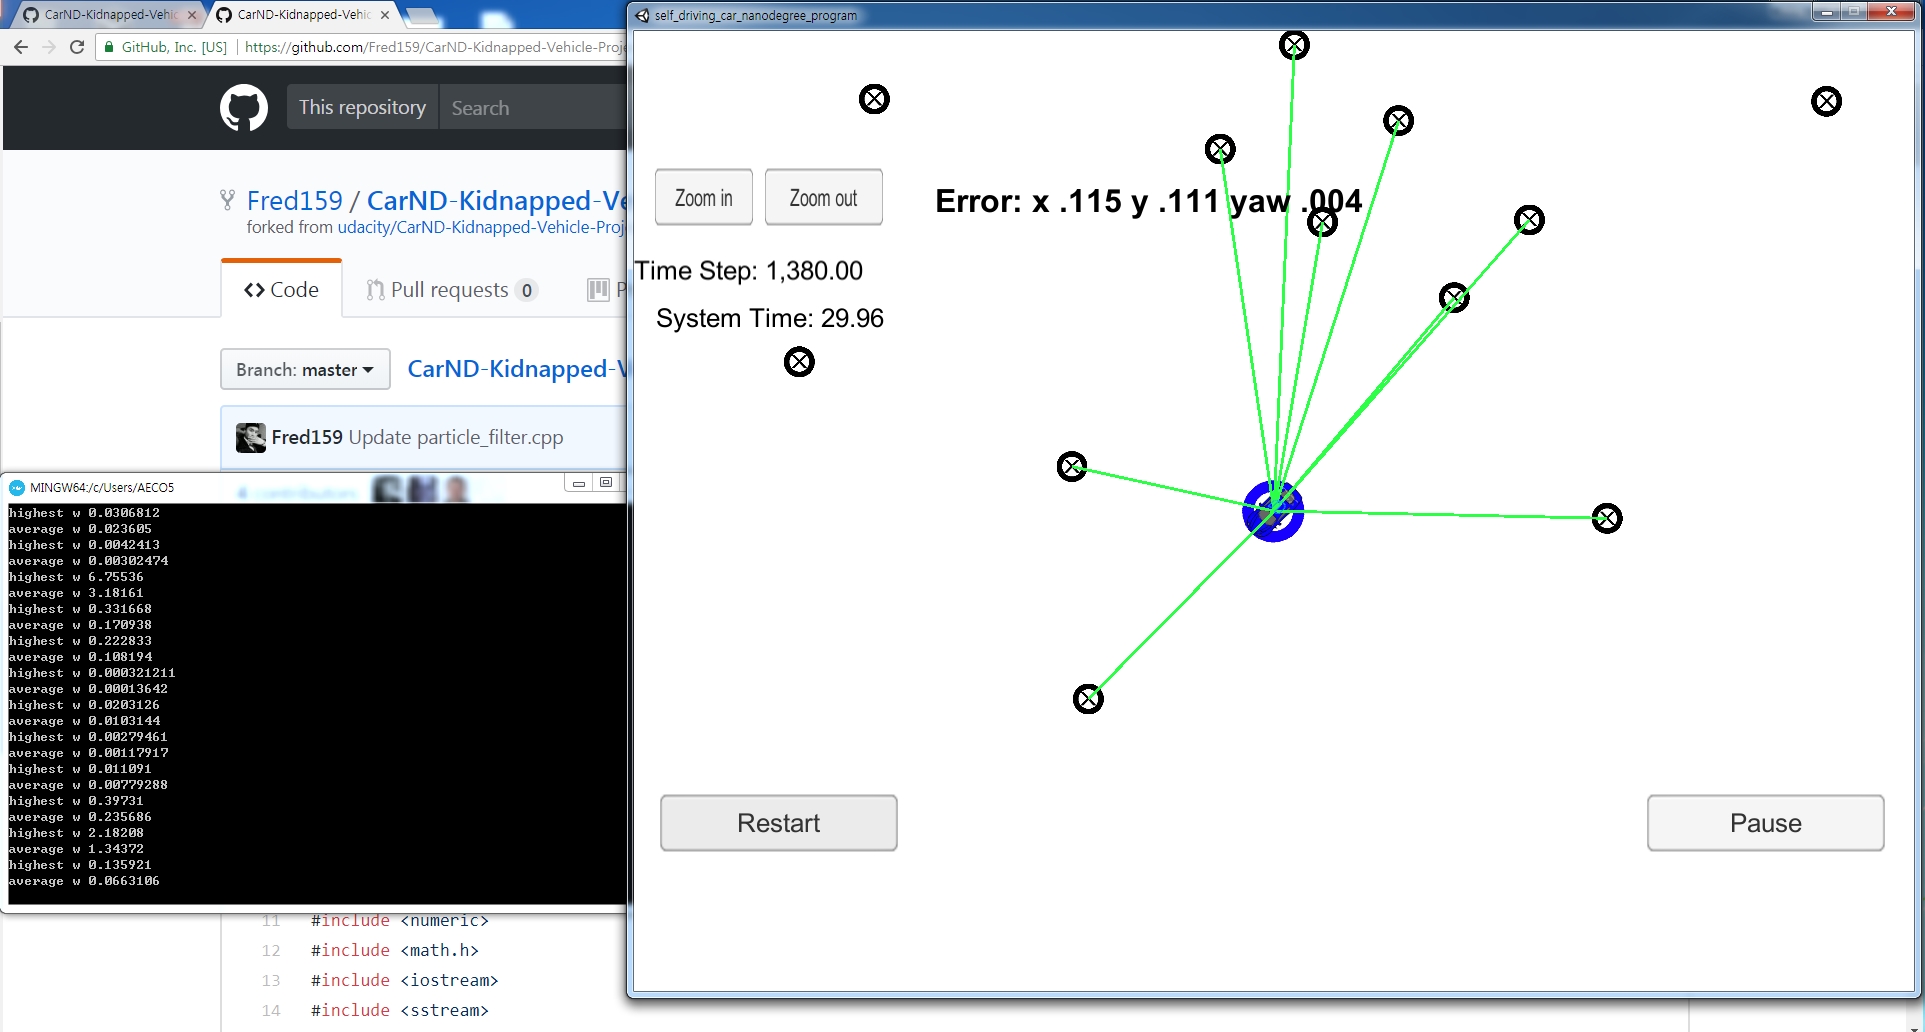 CarND-Kidnapped-Vehic
CarND-Kidnapped-Vehic
GitHub, Inc. [US]
https://github.com/Fred159/CarND-Kidnapped-Vehicle-Proje
This repository
Search
Fred159 / CarND-Kidnapped-Ve
forked from udacity/CarND-Kidnapped-Vehicle-Proj
Code
Pull requests 0
P
Branch: master
CarND-Kidnapped-V
Fred159 Update particle_filter.cpp
4 contributors
MINGW64:/c/Users/AECO5
highest w 0.0306812
average w 0.023605
highest w 0.0042413
average w 0.00302474
highest w 6.75536
average w 3.18161
highest w 0.331668
average w 0.170938
highest w 0.222833
average w 0.108194
highest w 0.000321211
average w 0.00013642
highest w 0.0203126
average w 0.0103144
highest w 0.00279461
average w 0.00117917
highest w 0.011091
average w 0.00779288
highest w 0.39731
average w 0.235686
highest w 2.18208
average w 1.34372
highest w 0.135921
average w 0.0663106
11 #include <numeric>
12 #include <math.h>
13 #include <iostream>
14 #include <sstream>
self_driving_car_nanodegree_program
Zoom in
Zoom out
Error: x .115 y .111 yaw .004
Time Step: 1,380.00
System Time: 29.96
Restart
Pause